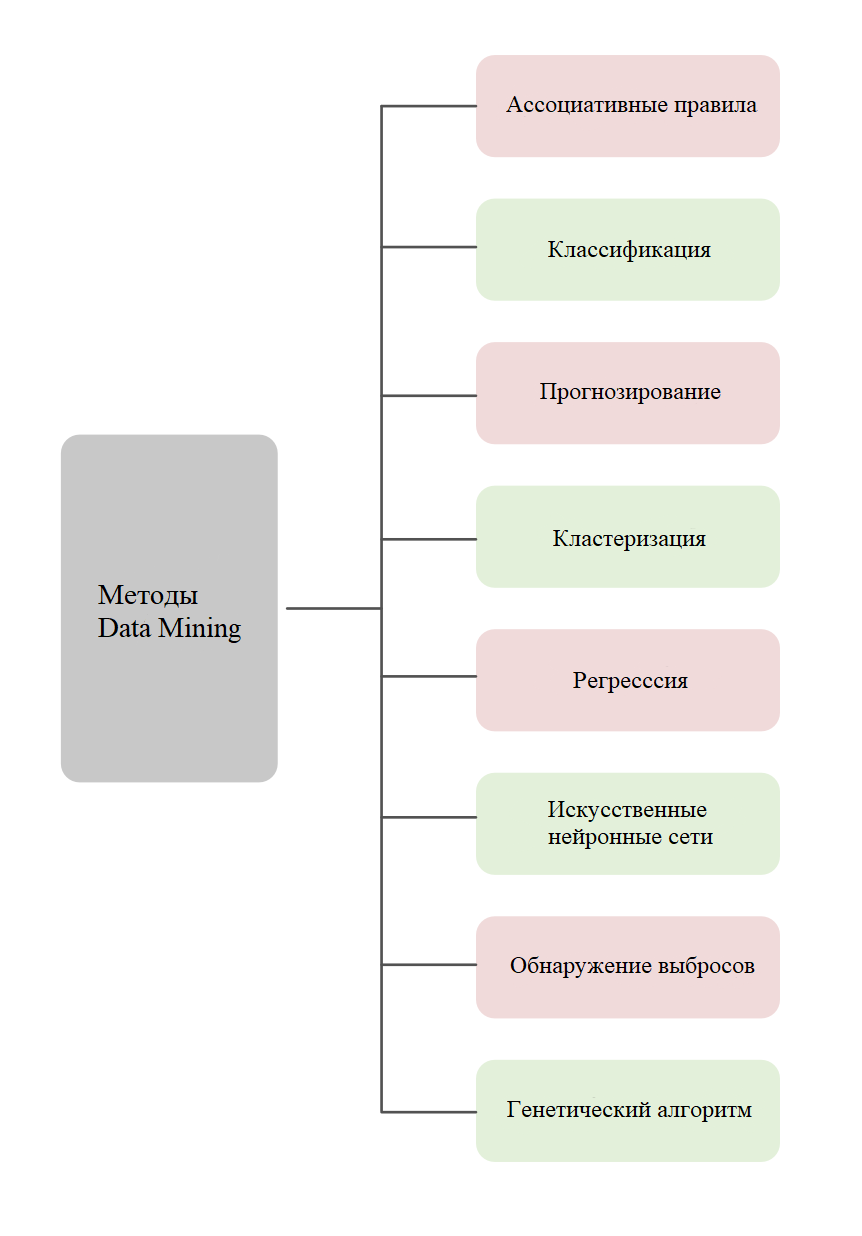 Ассоциативные правила
Классификация
Прогнозирование
Кластеризация
Методы
Data Mining
Регресссия
Искусственные
нейронные сети
Обнаружение выбросов
Генетический алгоритм